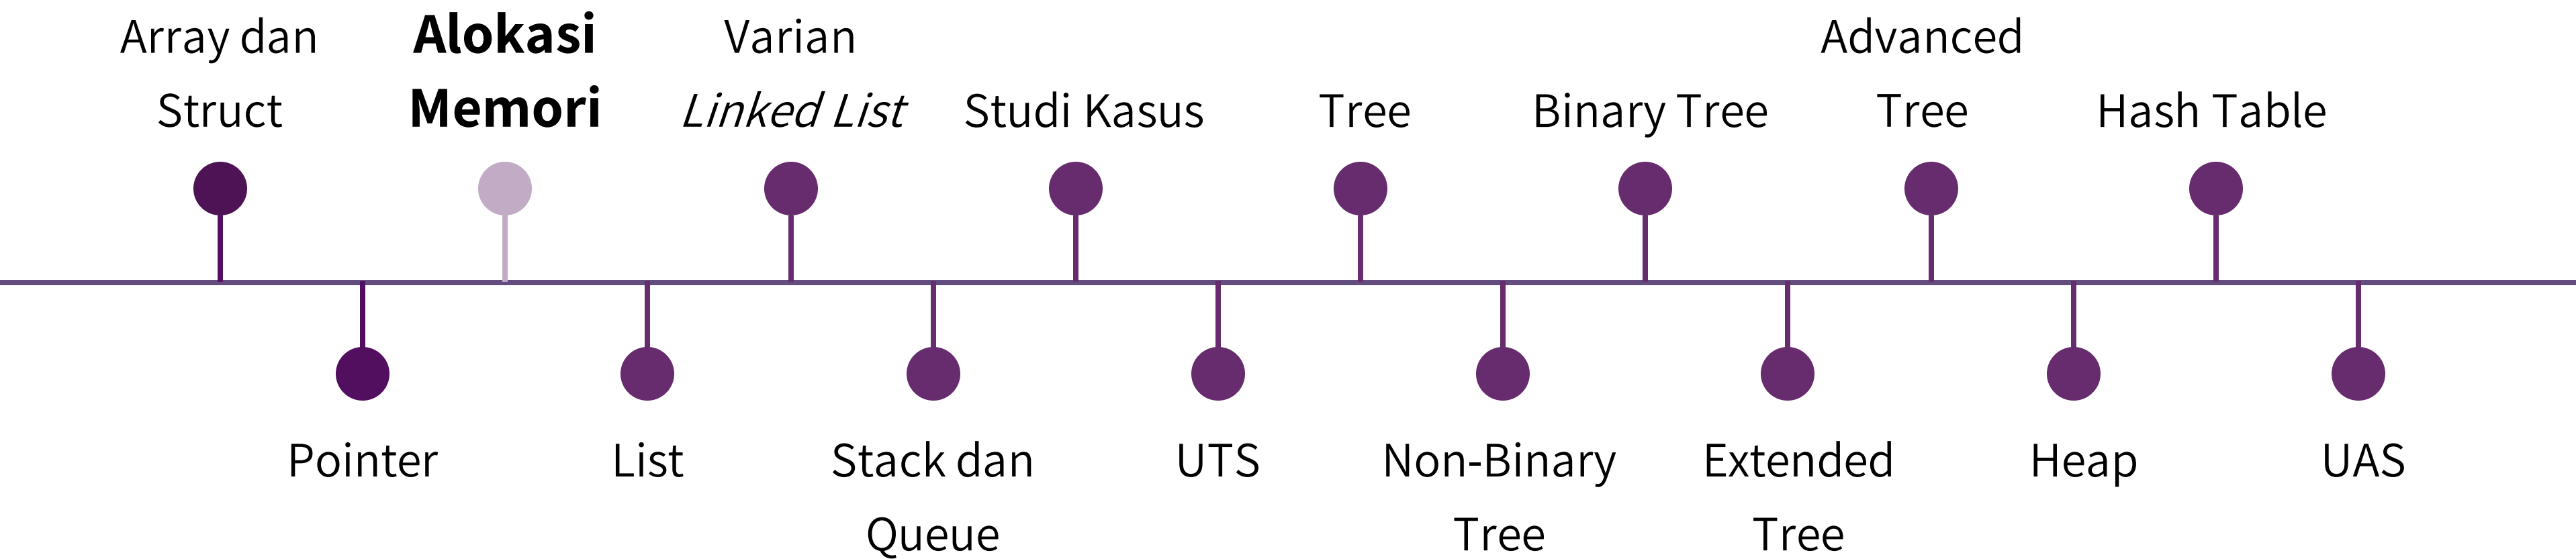 Array dan
Struct
Alokasi
Memori
Varian
Linked List
Studi Kasus
Tree
Binary Tree
Advanced
Tree
Hash Table
Pointer
List
Stack dan
Queue
UTS
Non-Binary
Tree
Extended
Tree
Heap
UAS